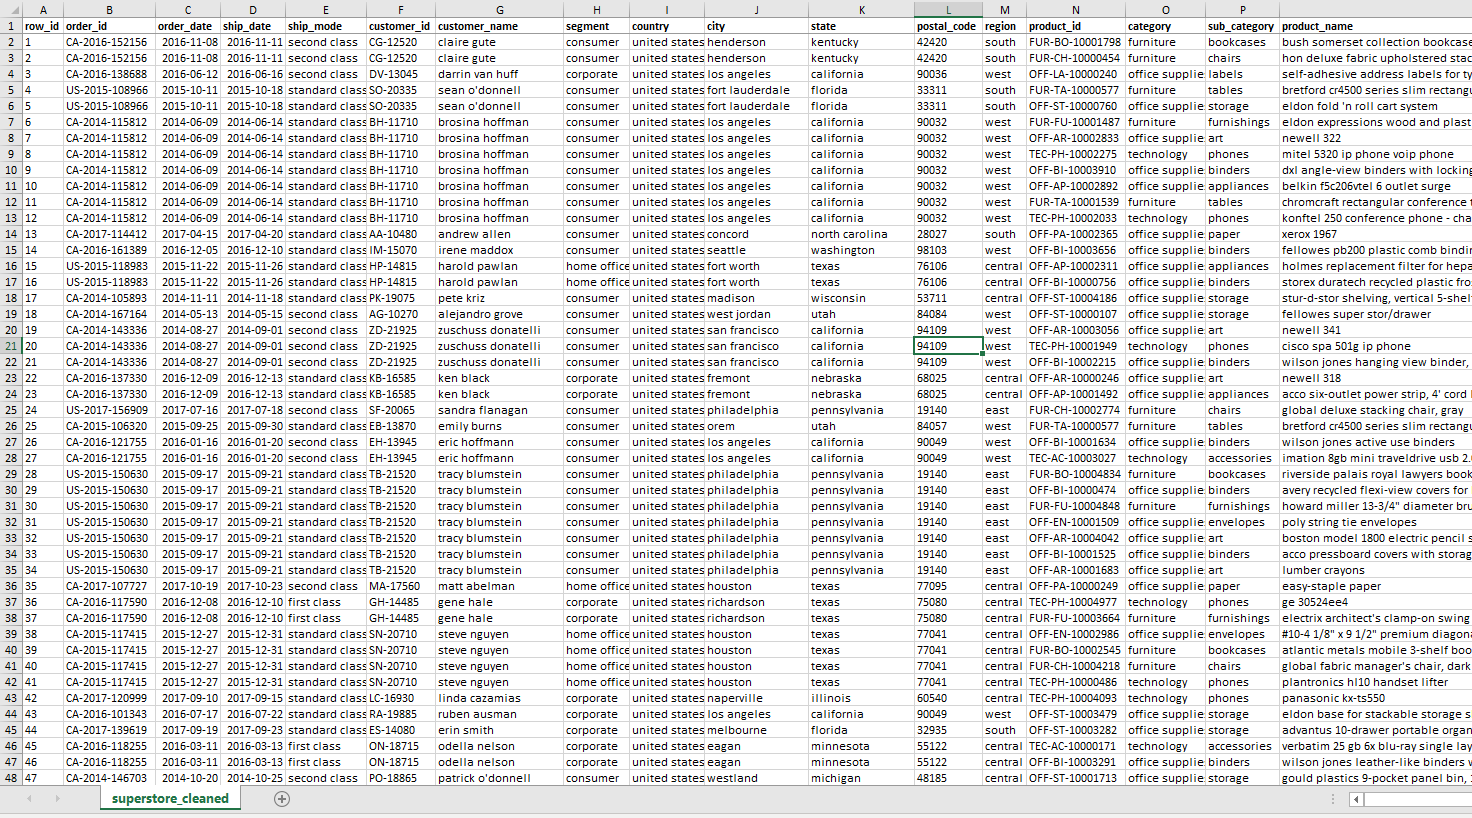 A B C D E F G H I J K L M N O P
1 row_id order_id order_date ship_date ship_mode customer_id customer_name segment country city state postal_code region product_id category sub_category product_name
2 1 CA-2016-152156 2016-11-08 2016-11-11 second class CG-12520 claire gute consumer united states henderson kentucky 42420 south FUR-BO-10001798 furniture bookcases bush somerset collection bookcase
3 2 CA-2016-152156 2016-11-08 2016-11-11 second class CG-12520 claire gute consumer united states henderson kentucky 42420 south FUR-CH-10000454 furniture chairs hon deluxe fabric upholstered stac
4 3 CA-2016-138688 2016-06-12 2016-06-16 second class DV-13045 darrin van huff corporate united states los angeles california 90036 west OFF-LA-10000240 office supplie labels self-adhesive address labels for ty
5 4 US-2015-108966 2015-10-11 2015-10-18 standard class SO-20335 sean o'donnell consumer united states fort lauderdale florida 33311 south FUR-TA-10000577 furniture tables bretford cr4500 series slim rectangu
6 5 US-2015-108966 2015-10-11 2015-10-18 standard class SO-20335 sean o'donnell consumer united states fort lauderdale florida 33311 south OFF-ST-10000760 office supplie storage eldon fold 'n roll cart system
7 6 CA-2014-115812 2014-06-09 2014-06-14 standard class BH-11710 brosina hoffman consumer united states los angeles california 90032 west FUR-FU-10001487 furniture furnishings eldon expressions wood and plast
8 7 CA-2014-115812 2014-06-09 2014-06-14 standard class BH-11710 brosina hoffman consumer united states los angeles california 90032 west OFF-AR-10002833 office supplie art newell 322
9 8 CA-2014-115812 2014-06-09 2014-06-14 standard class BH-11710 brosina hoffman consumer united states los angeles california 90032 west TEC-PH-10002275 technology phones mitel 5320 ip phone voip phone
10 9 CA-2014-115812 2014-06-09 2014-06-14 standard class BH-11710 brosina hoffman consumer united states los angeles california 90032 west OFF-BI-10003910 office supplie binders dxl angle-view binders with locking
11 10 CA-2014-115812 2014-06-09 2014-06-14 standard class BH-11710 brosina hoffman consumer united states los angeles california 90032 west OFF-AP-10002892 office supplie appliances belkin f5c206vtel 6 outlet surge
12 11 CA-2014-115812 2014-06-09 2014-06-14 standard class BH-11710 brosina hoffman consumer united states los angeles california 90032 west FUR-TA-10001539 furniture tables chromcraft rectangular conference t
13 12 CA-2014-115812 2014-06-09 2014-06-14 standard class BH-11710 brosina hoffman consumer united states los angeles california 90032 west TEC-PH-10002033 technology phones konftel 250 conference phone - cha
14 13 CA-2017-114412 2017-04-15 2017-04-20 standard class AA-10480 andrew allen consumer united states concord north carolina 28027 south OFF-PA-10002365 office supplie paper xerox 1967
15 14 CA-2016-161389 2016-12-05 2016-12-10 standard class IM-15070 irene maddox consumer united states seattle washington 98103 west OFF-BI-10003656 office supplie binders fellowes pb200 plastic comb bindin
16 15 US-2015-118983 2015-11-22 2015-11-26 standard class HP-14815 harold pawlan home office united states fort worth texas 76106 central OFF-AP-10002311 office supplie appliances holmes replacement filter for hepa
17 16 US-2015-118983 2015-11-22 2015-11-26 standard class HP-14815 harold pawlan home office united states fort worth texas 76106 central OFF-BI-10000756 office supplie binders storex duratech recycled plastic fro
18 17 CA-2014-105893 2014-11-11 2014-11-18 standard class PK-19075 pete kriz consumer united states madison wisconsin 53711 central OFF-ST-10004186 office supplie storage stur-d-stor shelving, vertical 5-shel
19 18 CA-2014-167164 2014-05-13 2014-05-15 second class AG-10270 alejandro grove consumer united states west jordan utah 84084 west OFF-ST-10000107 office supplie storage fellowes super stor/drawer
20 19 CA-2014-143336 2014-08-27 2014-09-01 second class ZD-21925 zuschuss donatelli consumer united states san francisco california 94109 west OFF-AR-10003056 office supplie art newell 341
21 20 CA-2014-143336 2014-08-27 2014-09-01 second class ZD-21925 zuschuss donatelli consumer united states san francisco california 94109 west TEC-PH-10001949 technology phones cisco spa 501g ip phone
22 21 CA-2014-143336 2014-08-27 2014-09-01 second class ZD-21925 zuschuss donatelli consumer united states san francisco california 94109 west OFF-BI-10002215 office supplie binders wilson jones hanging view binder,
23 22 CA-2016-137330 2016-12-09 2016-12-13 standard class KB-16585 ken black corporate united states fremont nebraska 68025 central OFF-AR-10000246 office supplie art newell 318
24 23 CA-2016-137330 2016-12-09 2016-12-13 standard class KB-16585 ken black corporate united states fremont nebraska 68025 central OFF-AP-10001492 office supplie appliances acco six-outlet power strip, 4' cord l
25 24 US-2017-156909 2017-07-16 2017-07-18 second class SF-20065 sandra flanagan consumer united states philadelphia pennsylvania 19140 east FUR-CH-10002774 furniture chairs global deluxe stacking chair, gray
26 25 CA-2015-106320 2015-09-25 2015-09-30 standard class EB-13870 emily burns consumer united states orem utah 84057 west FUR-TA-10000577 furniture tables bretford cr4500 series slim rectangu
27 26 CA-2016-121755 2016-01-16 2016-01-20 second class EH-13945 eric hoffmann consumer united states los angeles california 90049 west OFF-BI-10001634 office supplie binders wilson jones active use binders
28 27 CA-2016-121755 2016-01-16 2016-01-20 second class EH-13945 eric hoffmann consumer united states los angeles california 90049 west TEC-AC-10003027 technology accessories imation 8gb mini traveldrive usb 2.
29 28 US-2015-150630 2015-09-17 2015-09-21 standard class TB-21520 tracy blumstein consumer united states philadelphia pennsylvania 19140 east FUR-BO-10004834 furniture bookcases riverside palais royal lawyers book
30 29 US-2015-150630 2015-09-17 2015-09-21 standard class TB-21520 tracy blumstein consumer united states philadelphia pennsylvania 19140 east OFF-BI-10000474 office supplie binders avery recycled flexi-view covers for
31 30 US-2015-150630 2015-09-17 2015-09-21 standard class TB-21520 tracy blumstein consumer united states philadelphia pennsylvania 19140 east FUR-FU-10004848 furniture furnishings howard miller 13-3/4" diameter bru
32 31 US-2015-150630 2015-09-17 2015-09-21 standard class TB-21520 tracy blumstein consumer united states philadelphia pennsylvania 19140 east OFF-EN-10001509 office supplie envelopes poly string tie envelopes
33 32 US-2015-150630 2015-09-17 2015-09-21 standard class TB-21520 tracy blumstein consumer united states philadelphia pennsylvania 19140 east OFF-AR-10004042 office supplie art boston model 1800 electric pencil s
34 33 US-2015-150630 2015-09-17 2015-09-21 standard class TB-21520 tracy blumstein consumer united states philadelphia pennsylvania 19140 east OFF-BI-10001525 office supplie binders acco pressboard covers with storag
35 34 US-2015-150630 2015-09-17 2015-09-21 standard class TB-21520 tracy blumstein consumer united states philadelphia pennsylvania 19140 east OFF-AR-10001683 office supplie art lumber crayons
36 35 CA-2017-107727 2017-10-19 2017-10-23 second class MA-17560 matt abelman home office united states houston texas 77095 central OFF-PA-10000249 office supplie paper easy-staple paper
37 36 CA-2016-117590 2016-12-08 2016-12-10 first class GH-14485 gene hale corporate united states richardson texas 75080 central TEC-PH-10004977 technology phones ge 30524ee4
38 37 CA-2016-117590 2016-12-08 2016-12-10 first class GH-14485 gene hale corporate united states richardson texas 75080 central FUR-FU-10003664 furniture furnishings electrix architect's clamp-on swing
39 38 CA-2015-117415 2015-12-27 2015-12-31 standard class SN-20710 steve nguyen home office united states houston texas 77041 central OFF-EN-10002986 office supplie envelopes #10-4 1/8" x 9 1/2" premium diagona
40 39 CA-2015-117415 2015-12-27 2015-12-31 standard class SN-20710 steve nguyen home office united states houston texas 77041 central FUR-BO-10002545 furniture bookcases atlantic metals mobile 3-shelf boo
41 40 CA-2015-117415 2015-12-27 2015-12-31 standard class SN-20710 steve nguyen home office united states houston texas 77041 central FUR-CH-10004218 furniture chairs global fabric manager's chair, dark
42 41 CA-2015-117415 2015-12-27 2015-12-31 standard class SN-20710 steve nguyen home office united states houston texas 77041 central TEC-PH-10000486 technology phones plantronics hl10 handset lifter
43 42 CA-2017-120999 2017-09-10 2017-09-15 standard class LC-16930 linda cazamias corporate united states naperville illinois 60540 central TEC-PH-10004093 technology phones panasonic kx-ts550
44 43 CA-2016-101343 2016-07-17 2016-07-22 standard class RA-19885 ruben ausman corporate united states los angeles california 90049 west OFF-ST-10003479 office supplie storage eldon base for stackable storage s
45 44 CA-2017-139619 2017-09-19 2017-09-23 standard class ES-14080 erin smith corporate united states melbourne florida 32935 south OFF-ST-10003282 office supplie storage advantus 10-drawer portable organ
46 45 CA-2016-118255 2016-03-11 2016-03-13 first class ON-18715 odella nelson corporate united states eagan minnesota 55122 central TEC-AC-10000171 technology accessories verbatim 25 gb 6x blu-ray single lay
47 46 CA-2016-118255 2016-03-11 2016-03-13 first class ON-18715 odella nelson corporate united states eagan minnesota 55122 central OFF-BI-10003291 office supplie binders wilson jones leather-like binders w
48 47 CA-2014-146703 2014-10-20 2014-10-25 second class PO-18865 patrick o'donnell consumer united states westland michigan 48185 central OFF-ST-10001713 office supplie storage gould plastics 9-pocket panel bin,
superstore_cleaned